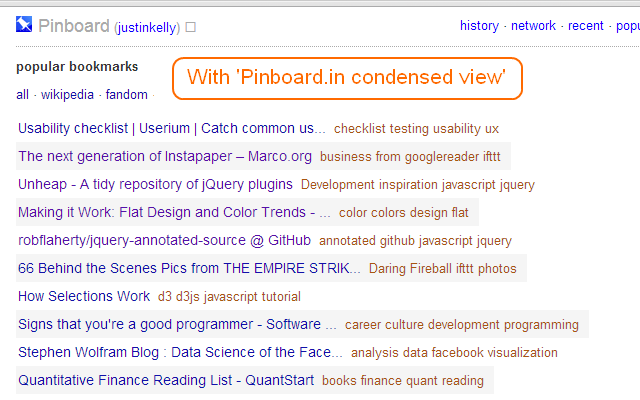 Pinboard (justinkelly)
history · network · recent · popu
popular bookmarks
all · wikipedia · fandom ·
With 'Pinboard.in condensed view'
Usability checklist | Userium | Catch common us... checklist testing usability ux
The next generation of Instapaper – Marco.org business from googlereader ifttt
Unheap - A tidy repository of jQuery plugins Development inspiration javascript jquery
Making it Work: Flat Design and Color Trends - ... color colors design flat
robflaherty/jquery-annotated-source @ GitHub annotated github javascript jquery
66 Behind the Scenes Pics from THE EMPIRE STRIK... Daring Fireball ifttt photos
How Selections Work d3 d3js javascript tutorial
Signs that you're a good programmer - Software ... career culture development programming
Stephen Wolfram Blog : Data Science of the Face... analysis data facebook visualization
Quantitative Finance Reading List - QuantStart books finance quant reading